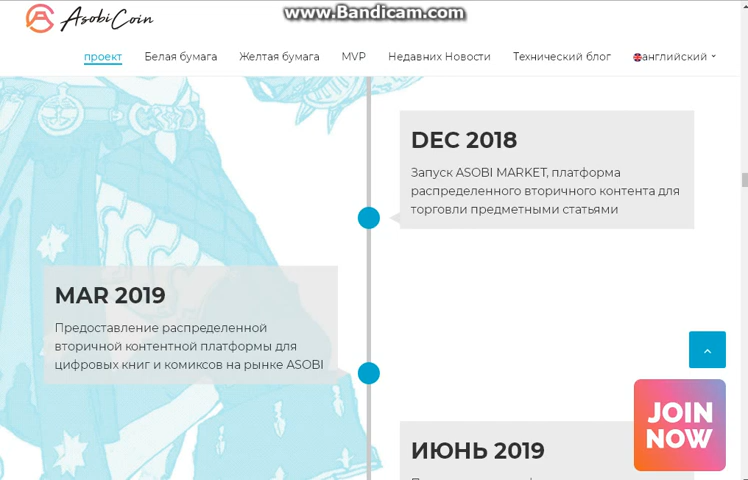 www.Bandicam.com
AsobiCoin
проект Белая бумага Желтая бумага MVP Недавних Новости Технический блог английский
DEC 2018
Запуск ASOBI MARKET, платформа
распределенного вторичного контента для
торговли предметными статьями
MAR 2019
Предоставление распределенной
вторичной контентной платформы для
цифровых книг и комиксов на рынке ASOBI
JOIN
NOW
ИЮНЬ 2019